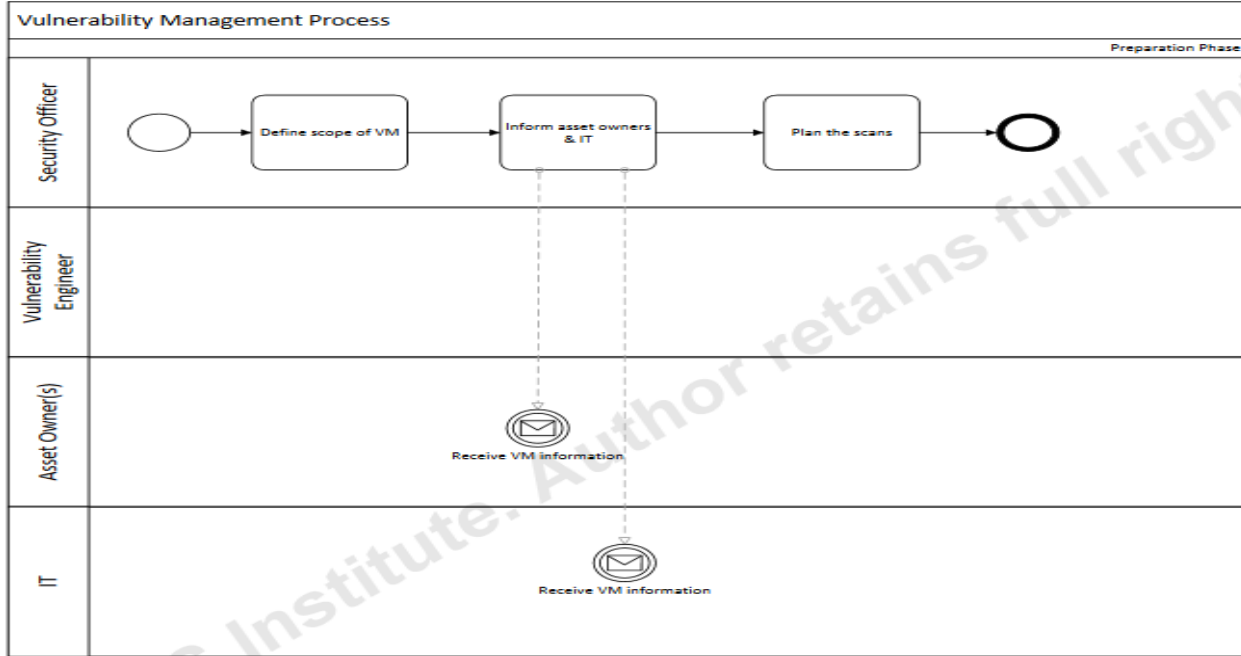 Vulnerability Management Process
Preparation Phase
Security Officer
Define scope of VM
Inform asset owners
& IT
Plan the scans
Vulnerability
Engineer
Asset Owner(s)
Receive VM information
IT
Receive VM information
Institute. Author retains full